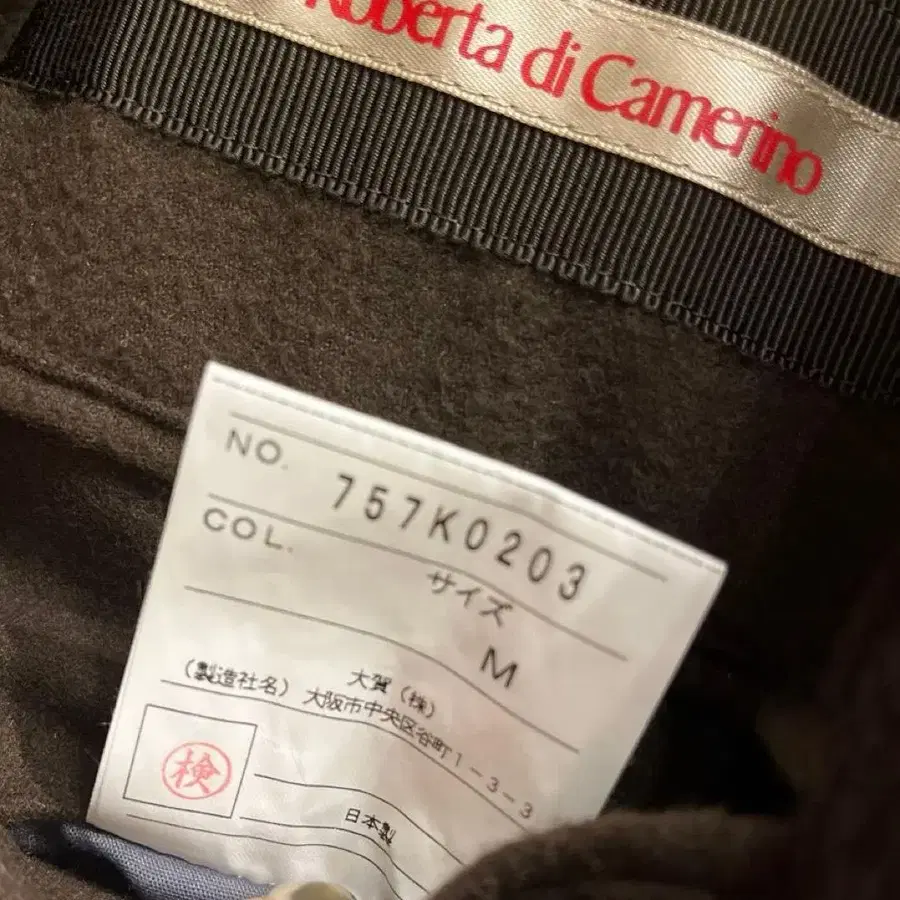 Roberta di Camerino
NO. 757K0203
COL.
サイズ
M
(製造社名) 大賀(株)
大阪市中央区谷町1-3-3
検
日本製